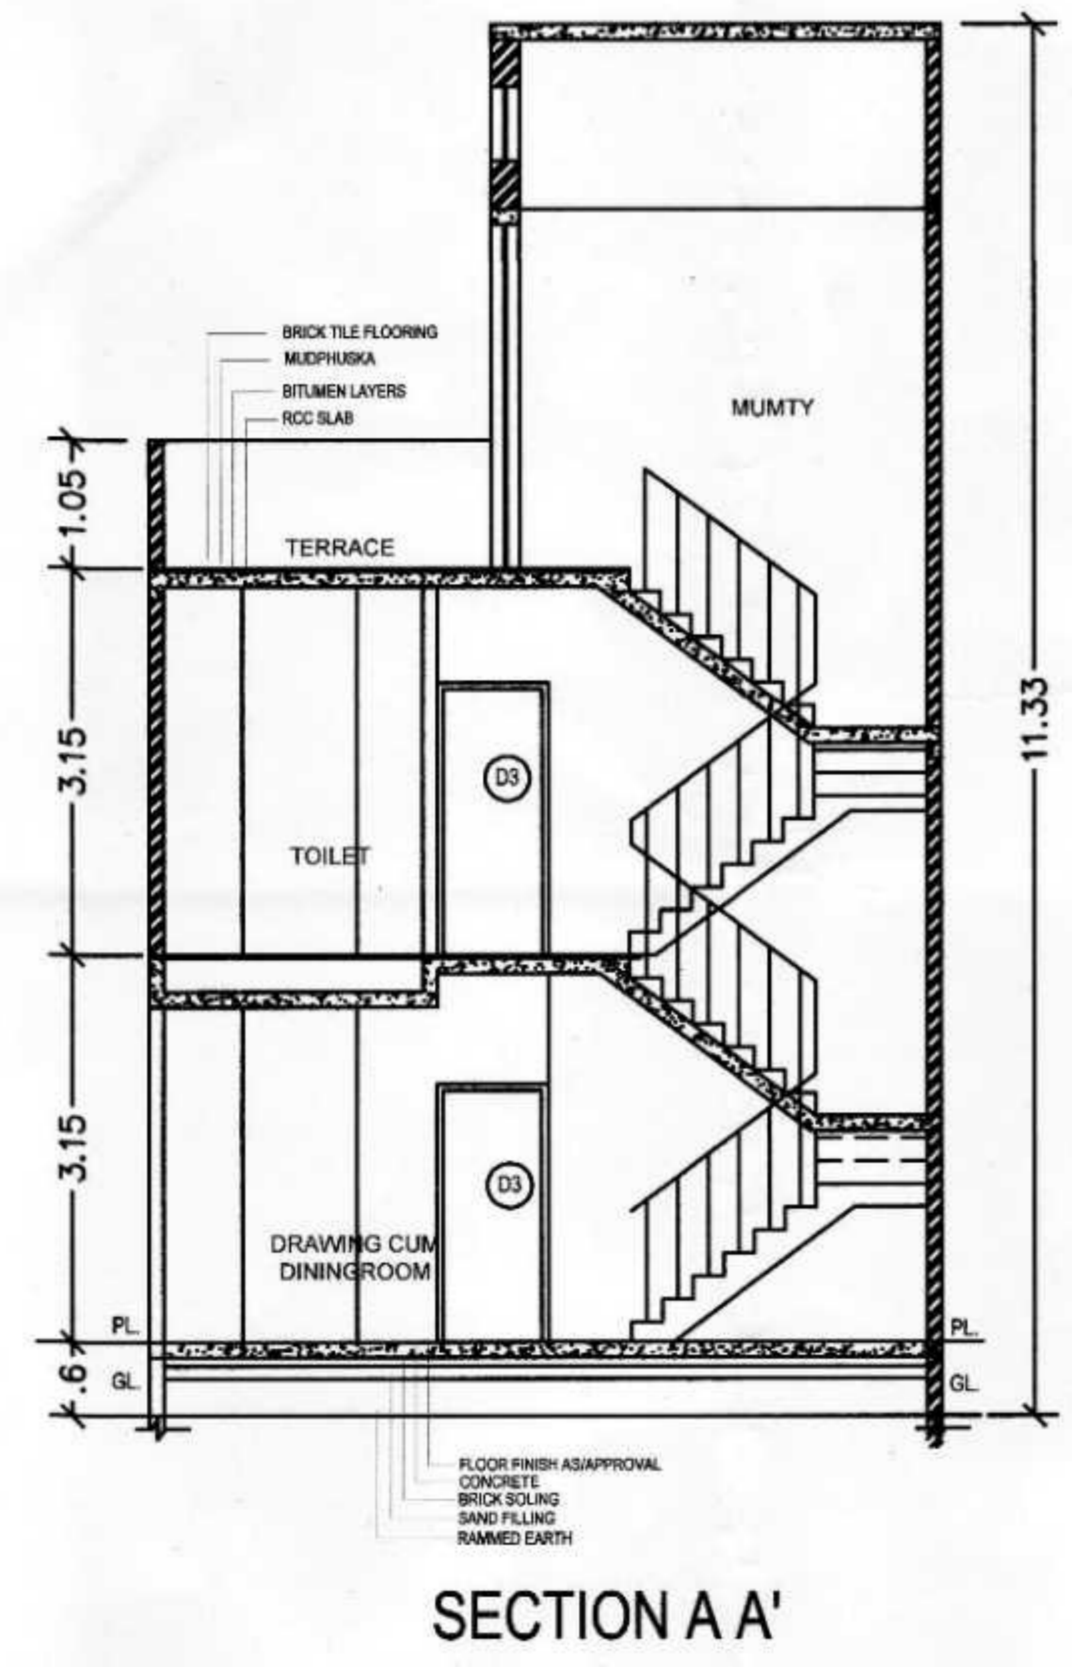 BRICK TILE FLOORING
MUDPHUSKA
BITUMEN LAYERS
RCC SLAB
MUMTY
1.05
TERRACE
3.15
D3
TOILET
11.33
3.15
D3
DRAWING CUM
DININGROOM
PL.
PL.
.6
GL.
GL.
FLOOR FINISH AS/APPROVAL
CONCRETE
BRICK SOLING
SAND FILLING
RAMMED EARTH
SECTION A A'